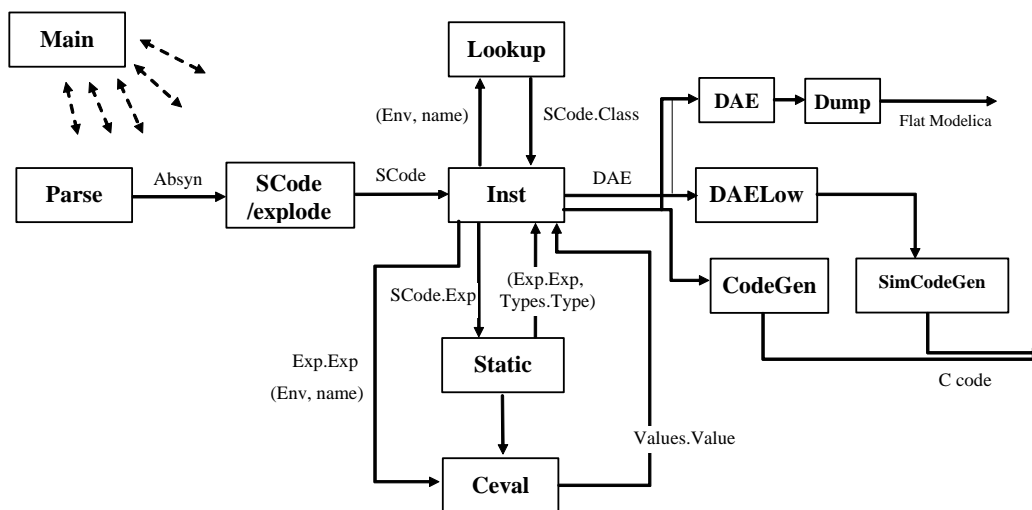 Main
Lookup
(Env, name)
SCode.Class
DAE
Dump
Flat Modelica
Parse
Absyn
SCode
/explode
SCode
Inst
DAE
DAELow
SCode.Exp
(Exp.Exp,
Types.Type)
CodeGen
SimCodeGen
Exp.Exp
(Env, name)
Static
C code
Values.Value
Ceval